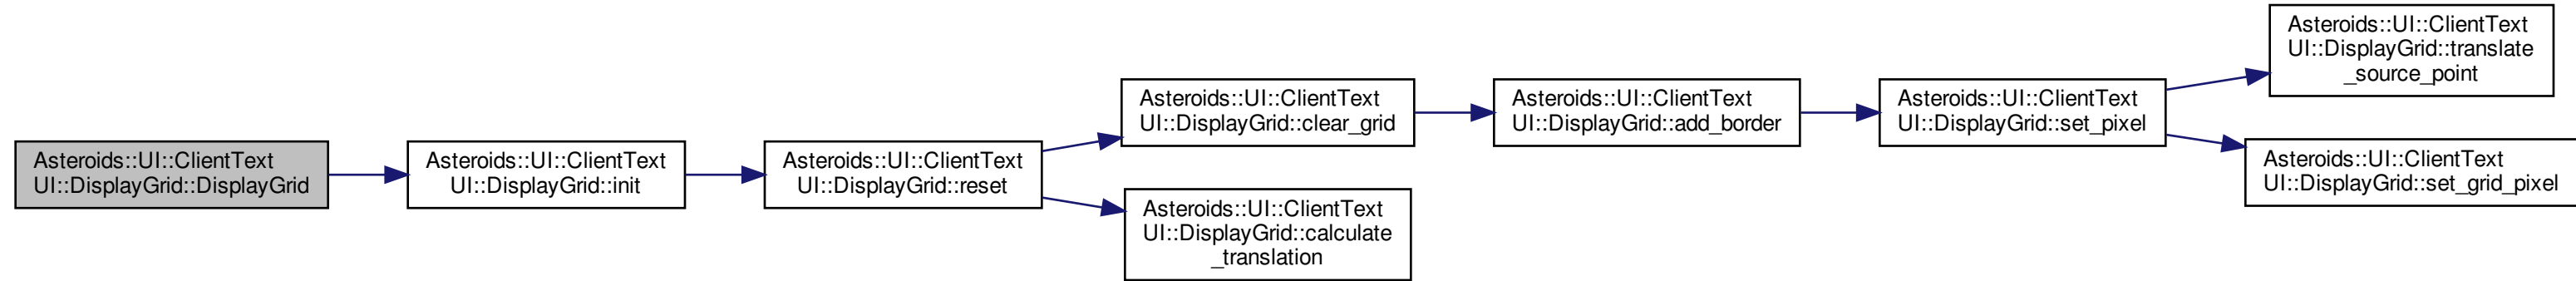 Asteroids::UI::ClientText
UI::DisplayGrid::DisplayGrid
Asteroids::UI::ClientText
UI::DisplayGrid::init
Asteroids::UI::ClientText
UI::DisplayGrid::reset
Asteroids::UI::ClientText
UI::DisplayGrid::clear_grid
Asteroids::UI::ClientText
UI::DisplayGrid::calculate
_translation
Asteroids::UI::ClientText
UI::DisplayGrid::add_border
Asteroids::UI::ClientText
UI::DisplayGrid::set_pixel
Asteroids::UI::ClientText
UI::DisplayGrid::translate
_source_point
Asteroids::UI::ClientText
UI::DisplayGrid::set_grid_pixel